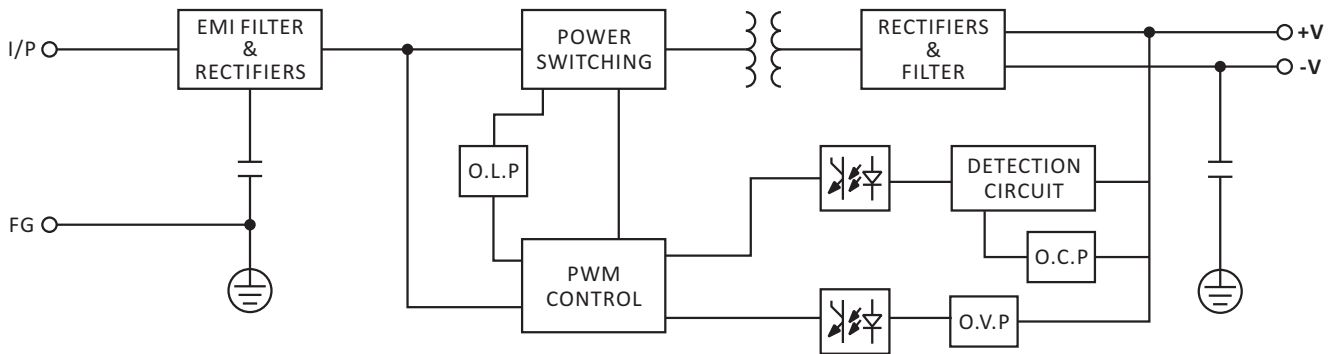 I/P
EMI FILTER
&
RECTIFIERS
POWER
SWITCHING
RECTIFIERS
&
FILTER
+V
-V
O.L.P
DETECTION
CIRCUIT
FG
O.C.P
PWM
CONTROL
O.V.P